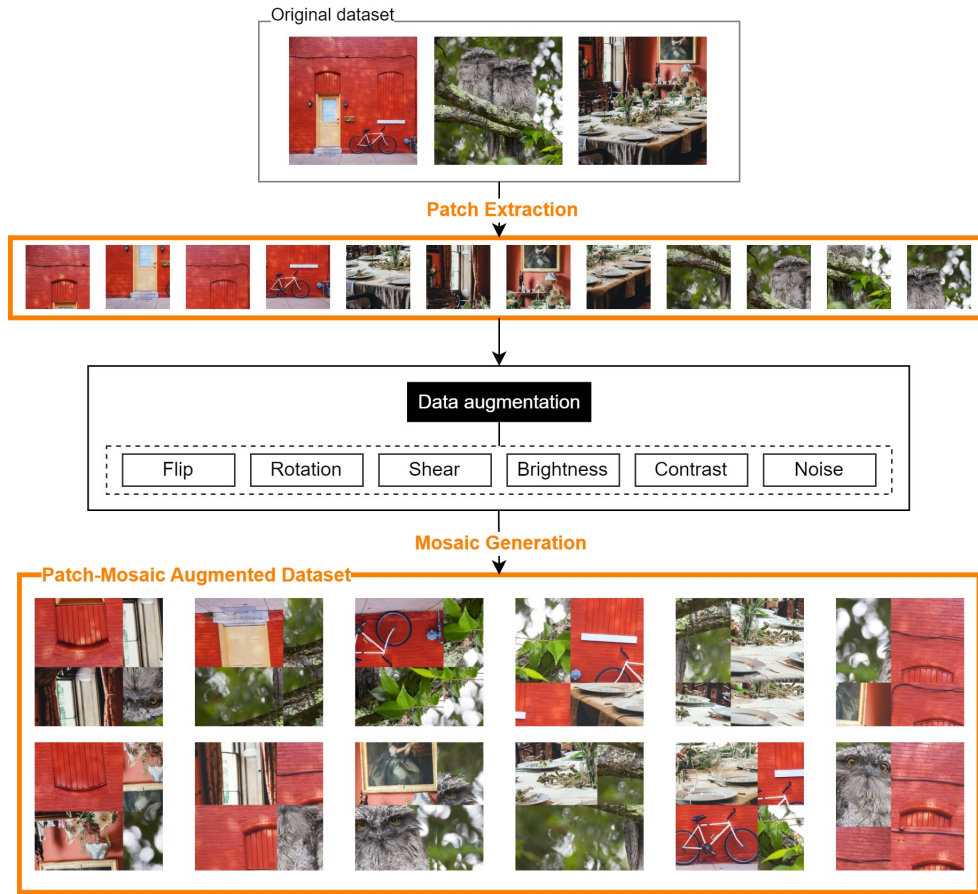 Original dataset
Patch Extraction
Data augmentation
Flip
Rotation
Shear
Brightness
Contrast
Noise
Mosaic Generation
Patch-Mosaic Augmented Dataset